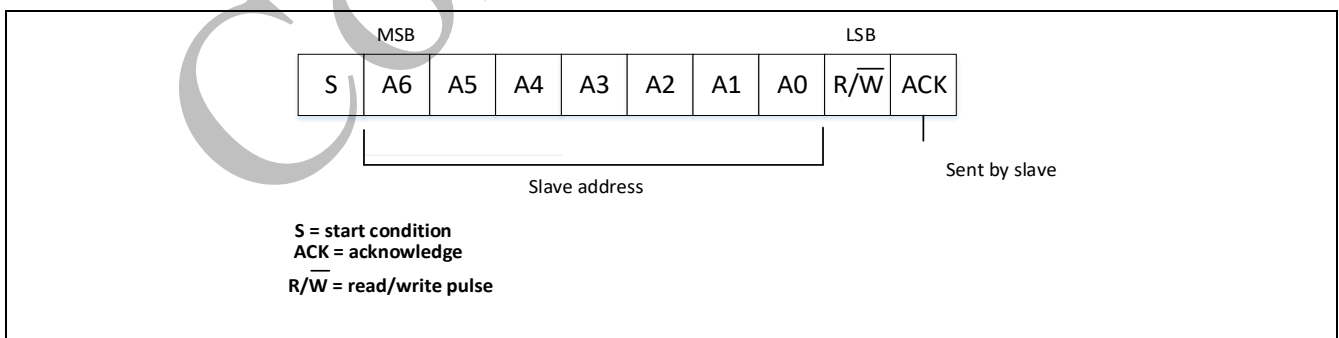 MSB LSB
S A6 A5 A4 A3 A2 A1 A0 R/W̅ ACK
Slave address
Sent by slave
S = start condition
ACK = acknowledge
R/W̅ = read/write pulse